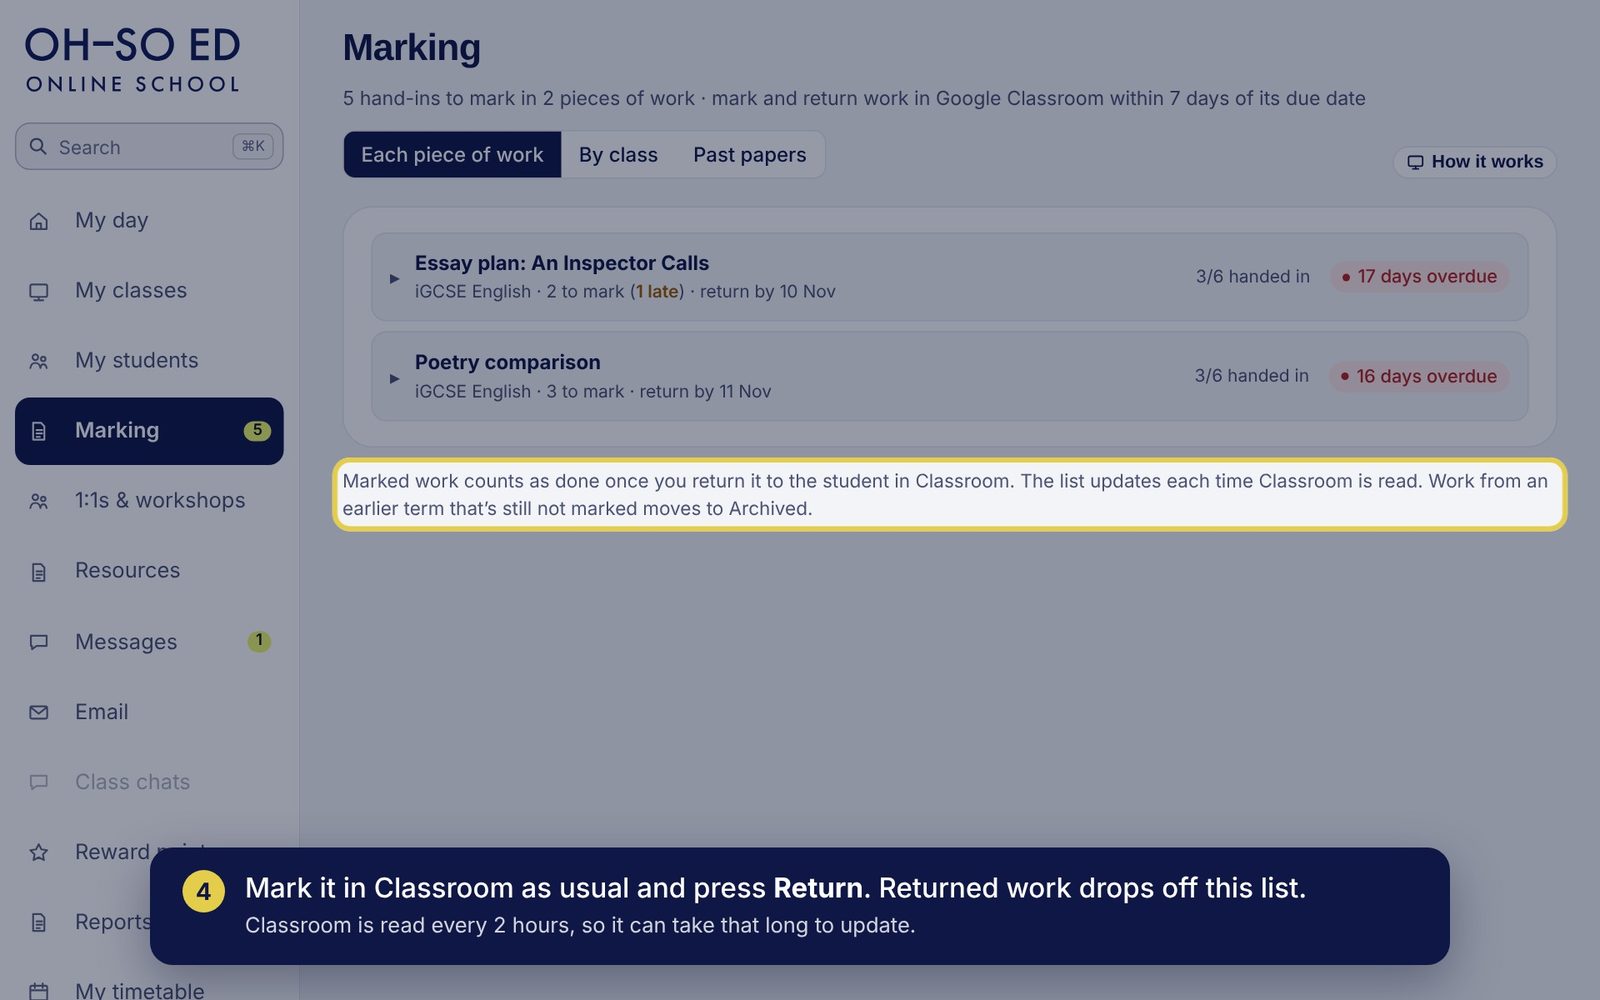 OH-SO ED
ONLINE SCHOOL
Search
⌘K
My day
My classes
My students
Marking
5
1:1s & workshops
Resources
Messages
1
Email
Class chats
Reward
Reports
My timetable
Marking
5 hand-ins to mark in 2 pieces of work · mark and return work in Google Classroom within 7 days of its due date
Each piece of work
By class
Past papers
How it works
Essay plan: An Inspector Calls
iGCSE English · 2 to mark (1 late) · return by 10 Nov
3/6 handed in
17 days overdue
Poetry comparison
iGCSE English · 3 to mark · return by 11 Nov
3/6 handed in
16 days overdue
Marked work counts as done once you return it to the student in Classroom. The list updates each time Classroom is read. Work from an
earlier term that’s still not marked moves to Archived.
4
Mark it in Classroom as usual and press Return. Returned work drops off this list.
Classroom is read every 2 hours, so it can take that long to update.